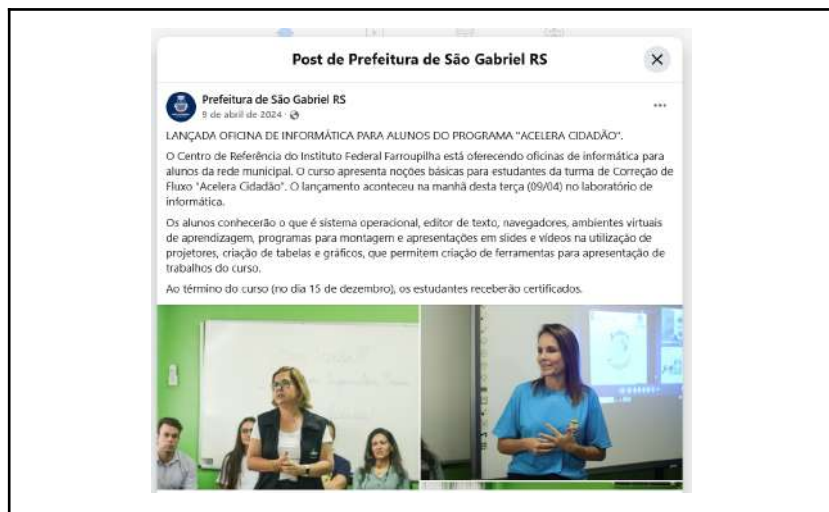 Post de Prefeitura de São Gabriel RS
Prefeitura de São Gabriel RS
9 de abril de 2024 ·
LANÇADA OFICINA DE INFORMÁTICA PARA ALUNOS DO PROGRAMA "ACELERA CIDADÃO".
O Centro de Referência do Instituto Federal Farroupilha está oferecendo oficinas de informática para
alunos da rede municipal. O curso apresenta noções básicas para estudantes da turma de Correção de
Fluxo "Acelera Cidadão". O lançamento aconteceu na manhã desta terça (09/04) no laboratório de
informática.
Os alunos conhecerão o que é sistema operacional, editor de texto, navegadores, ambientes virtuais
de aprendizagem, programas para montagem e apresentações em slides e vídeos na utilização de
projetores, criação de tabelas e gráficos, que permitem criação de ferramentas para apresentação de
trabalhos do curso.
Ao término do curso (no dia 15 de dezembro), os estudantes receberão certificados.